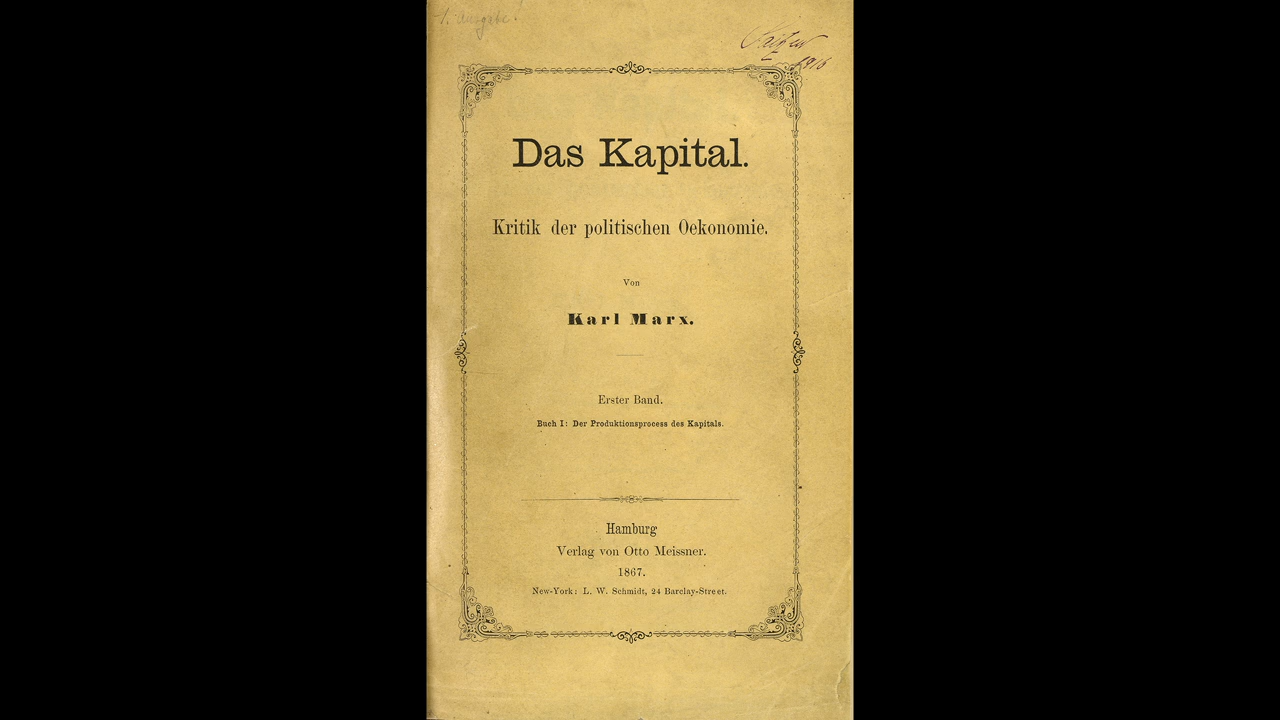 1. Ausgabe!
1916
Das Kapital.
Kritik der politischen Oekonomie.
Von
Karl Marx.
Erster Band.
Buch I: Der Produktionsprocess des Kapitals.
Hamburg
Verlag von Otto Meissner.
1867.
New-York: L. W. Schmidt, 24 Barclay-Street.